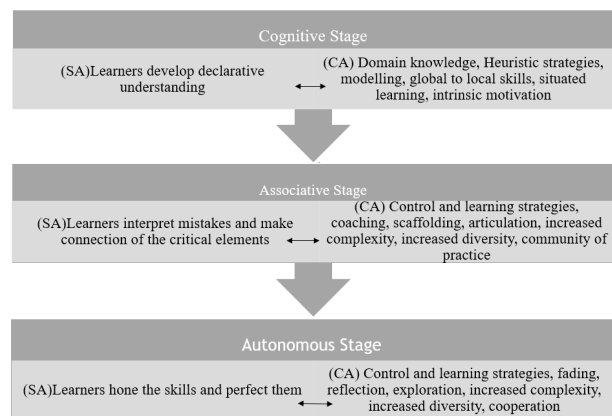 Cognitive Stage
(SA)Learners develop declarative
understanding
(CA) Domain knowledge, Heuristic strategies,
modelling, global to local skills, situated
learning, intrinsic motivation
Associative Stage
(SA)Learners interpret mistakes and make
connection of the critical elements
(CA) Control and learning strategies,
coaching, scaffolding, articulation, increased
complexity, increased diversity, community of
practice
Autonomous Stage
(SA)Learners hone the skills and perfect them
(CA) Control and learning strategies, fading,
reflection, exploration, increased complexity,
increased diversity, cooperation